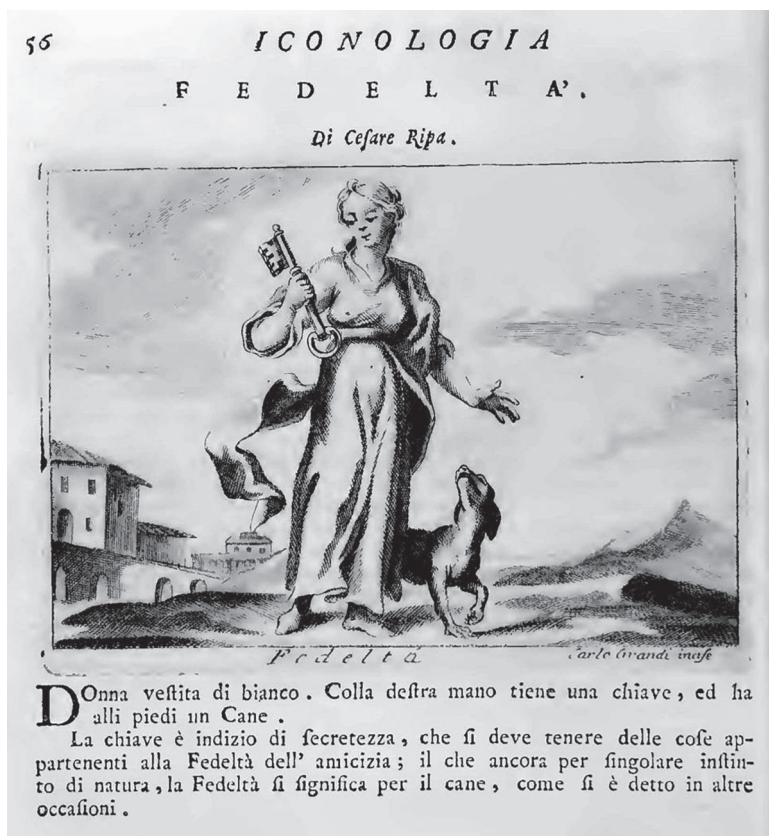 56 ICONOLOGIA
FEDELTA'.
Di Ceſare Ripa.
Fedeltà
Carlo Grandi incise
DOnna veſtita di bianco. Colla deſtra mano tiene una chiave, ed ha
alli piedi un Cane.
La chiave è indizio di ſecretezza, che ſi deve tenere delle coſe ap-
partenenti alla Fedeltà dell' amicizia; il che ancora per ſingolare inſtin-
to di natura, la Fedeltà ſi ſignifica per il cane, come ſi è detto in altre
occaſioni.